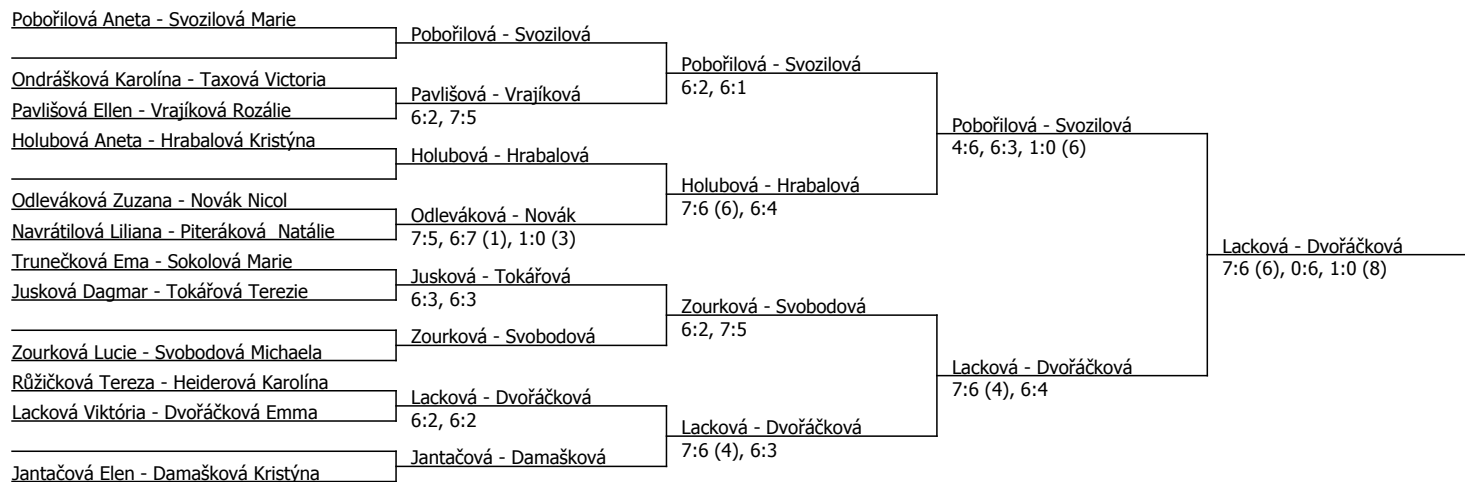 Pobořilová Aneta - Svozilová Marie
Ondrášková Karolína - Taxová Victoria
Pavlišová Ellen - Vrajíková Rozálie
Holubová Aneta - Hrabalová Kristýna
Odleváková Zuzana - Novák Nicol
Navrátilová Liliana - Piteráková  Natálie
Trunečková Ema - Sokolová Marie
Jusková Dagmar - Tokářová Terezie
Zourková Lucie - Svobodová Michaela
Růžičková Tereza - Heiderová Karolína
Lacková Viktória - Dvořáčková Emma
Jantačová Elen - Damašková Kristýna
Pobořilová - Svozilová
Pavlišová - Vrajíková
6:2, 7:5
Holubová - Hrabalová
Odleváková - Novák
7:5, 6:7 (1), 1:0 (3)
Jusková - Tokářová
6:3, 6:3
Zourková - Svobodová
Lacková - Dvořáčková
6:2, 6:2
Jantačová - Damašková
Pobořilová - Svozilová
6:2, 6:1
Holubová - Hrabalová
7:6 (6), 6:4
Zourková - Svobodová
6:2, 7:5
Lacková - Dvořáčková
7:6 (4), 6:3
Pobořilová - Svozilová
4:6, 6:3, 1:0 (6)
Lacková - Dvořáčková
7:6 (4), 6:4
Lacková - Dvořáčková
7:6 (6), 0:6, 1:0 (8)